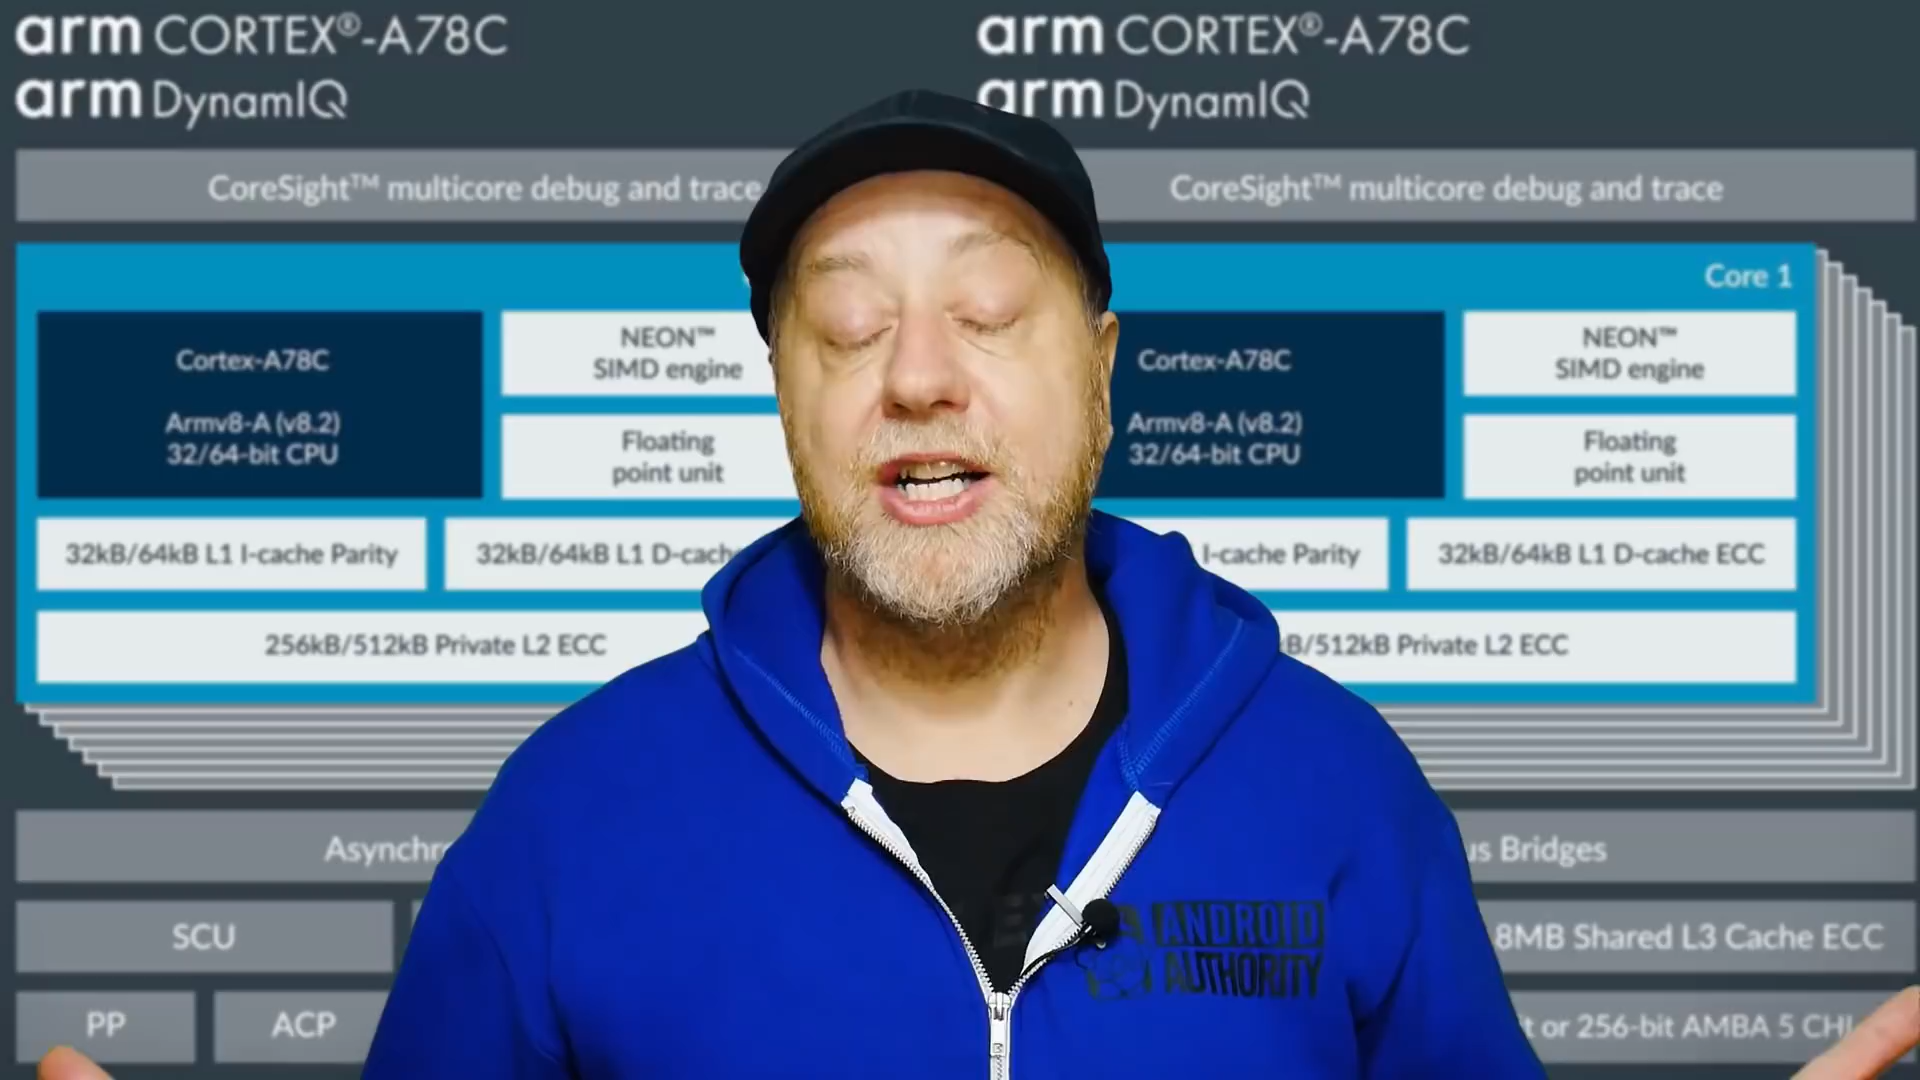 arm CORTEX®-A78C
arm DynamIQ
CoreSight™ multicore debug and trace
Cortex-A78C
Armv8-A (v8.2)
32/64-bit CPU
NEON™
SIMD engine
Floating
point unit
32kB/64kB L1 I-cache Parity
32kB/64kB L1 D-cache
256kB/512kB Private L2 ECC
SCU
PP
ACP
arm CORTEX®-A78C
arm DynamIQ
CoreSight™ multicore debug and trace
Core 1
Cortex-A78C
Armv8-A (v8.2)
32/64-bit CPU
NEON™
SIMD engine
Floating
point unit
I-cache Parity
32kB/64kB L1 D-cache ECC
B/512kB Private L2 ECC
Bridges
8MB Shared L3 Cache ECC
or 256-bit AMBA 5 CHI
ANDROID
AUTHORITY